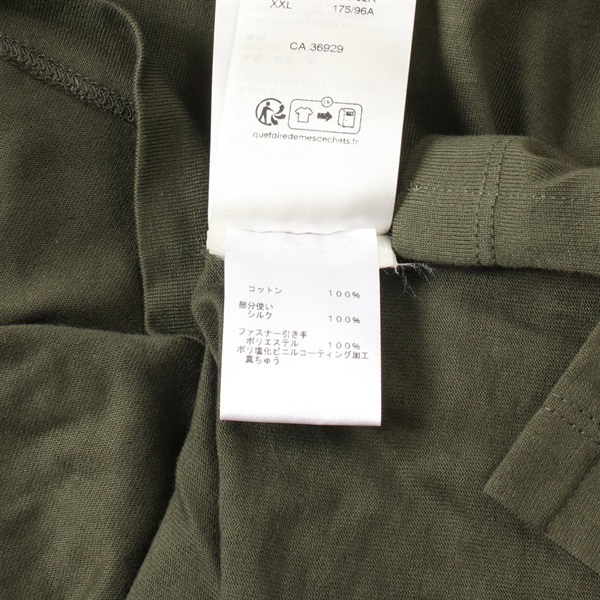 XXL 175/96A
CA 36929
FR
quefairedemesdechets.fr
コットン 100%
部分使い
シルク 100%
ファスナー引き手
ポリエステル 100%
ポリ塩化ビニルコーティング加工
真ちゅう